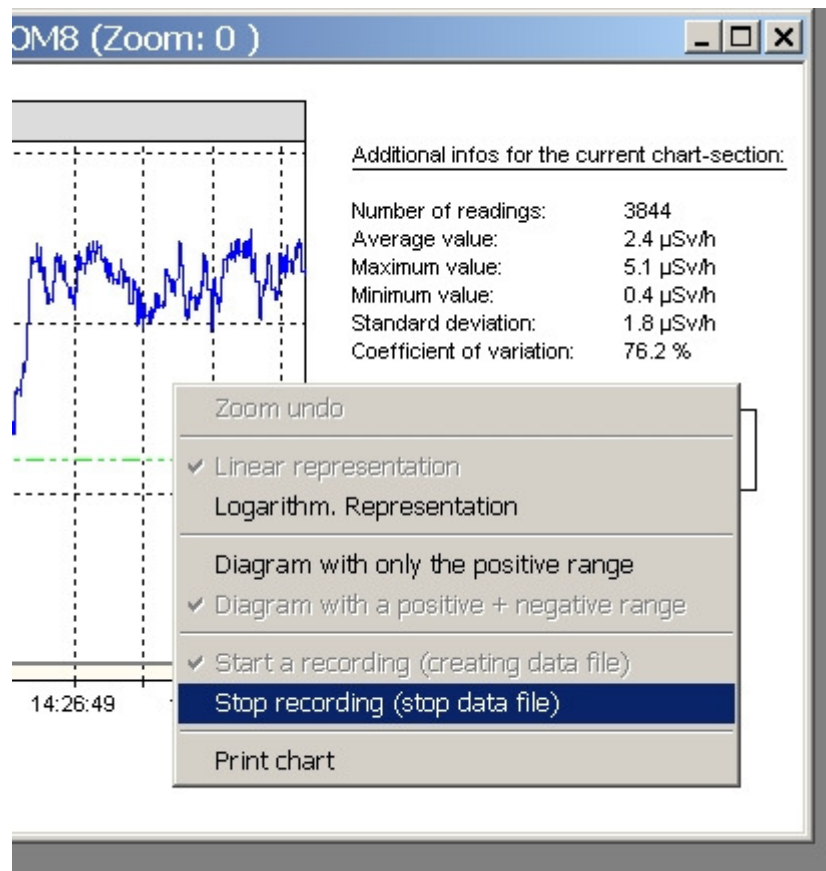 OM8 (Zoom: 0 )
Additional infos for the current chart-section:
Number of readings: 3844
Average value: 2.4 µSv/h
Maximum value: 5.1 µSv/h
Minimum value: 0.4 µSv/h
Standard deviation: 1.8 µSv/h
Coefficient of variation: 76.2 %
Zoom undo
Linear representation
Logarithm. Representation
Diagram with only the positive range
Diagram with a positive + negative range
Start a recording (creating data file)
Stop recording (stop data file)
Print chart
14:26:49